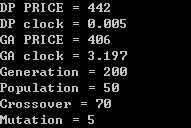 DP PRICE = 442
DP clock = 0.005
GA PRICE = 406
GA clock = 3.197
Generation = 200
Population = 50
Crossover = 70
Mutation = 5